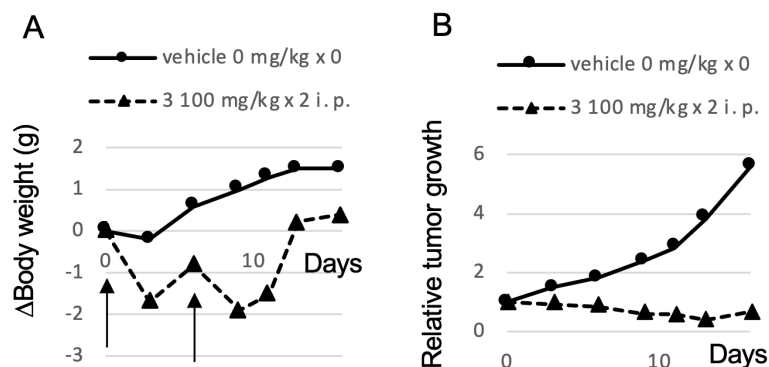 A
vehicle 0 mg/kg x 0
3 100 mg/kg x 2 i. p.
ΔBody weight (g)
2
1
0
-1
-2
-3
0
10
Days
B
vehicle 0 mg/kg x 0
3 100 mg/kg x 2 i. p.
Relative tumor growth
6
4
2
0
0
10
Days